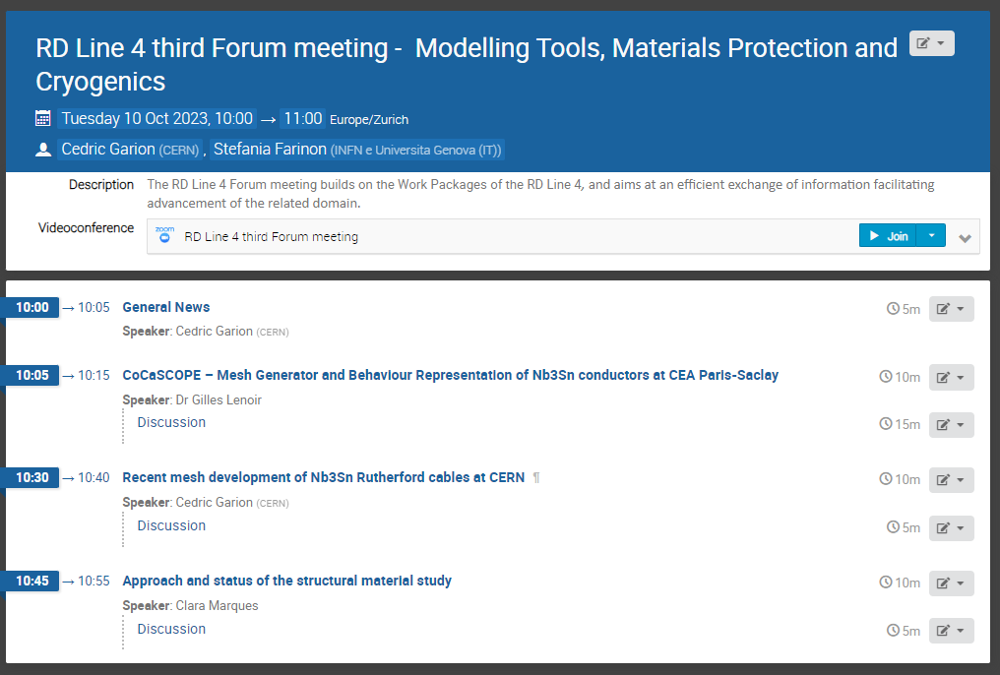 RD Line 4 third Forum meeting - Modelling Tools, Materials Protection and
Cryogenics
Tuesday 10 Oct 2023, 10:00 → 11:00 Europe/Zurich
Cedric Garion (CERN) , Stefania Farinon (INFN e Universita Genova (IT))
Description The RD Line 4 Forum meeting builds on the Work Packages of the RD Line 4, and aims at an efficient exchange of information facilitating
advancement of the related domain.
Videoconference zoom RD Line 4 third Forum meeting Join
10:00 → 10:05 General News 5m
Speaker: Cedric Garion (CERN)
10:05 → 10:15 CoCaSCOPE – Mesh Generator and Behaviour Representation of Nb3Sn conductors at CEA Paris-Saclay 10m
Speaker: Dr Gilles Lenoir
Discussion 15m
10:30 → 10:40 Recent mesh development of Nb3Sn Rutherford cables at CERN ¶ 10m
Speaker: Cedric Garion (CERN)
Discussion 5m
10:45 → 10:55 Approach and status of the structural material study 10m
Speaker: Clara Marques
Discussion 5m